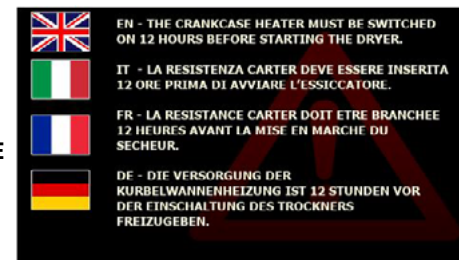 EN - THE CRANKCASE HEATER MUST BE SWITCHED
ON 12 HOURS BEFORE STARTING THE DRYER.
IT - LA RESISTENZA CARTER DEVE ESSERE INSERITA
12 ORE PRIMA DI AVVIARE L'ESSICCATORE.
FR - LA RESISTANCE CARTER DOIT ETRE BRANCHEE
12 HEURES AVANT LA MISE EN MARCHE DU
SECHEUR.
E
DE - DIE VERSORGUNG DER
KURBELWANNENHEIZUNG IST 12 STUNDEN VOR
DER EINSCHALTUNG DES TROCKNERS
FREIZUGEBEN.